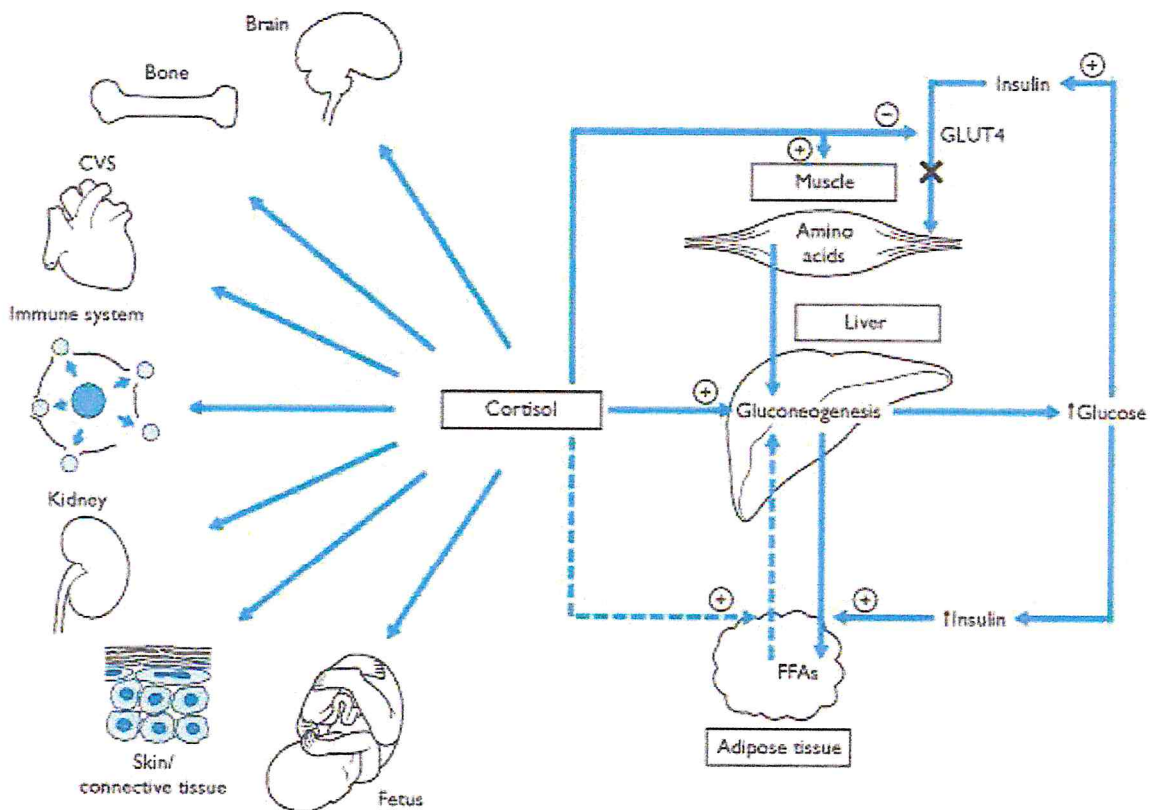 Brain
Bone
CVS
Immune system
Kidney
Skin/
connective tissue
Fetus
Cortisol
Insulin
+
−
GLUT4
+
Muscle
Amino
acids
Liver
+
Gluconeogenesis
↑Glucose
+
+
↑Insulin
FFAs
Adipose tissue